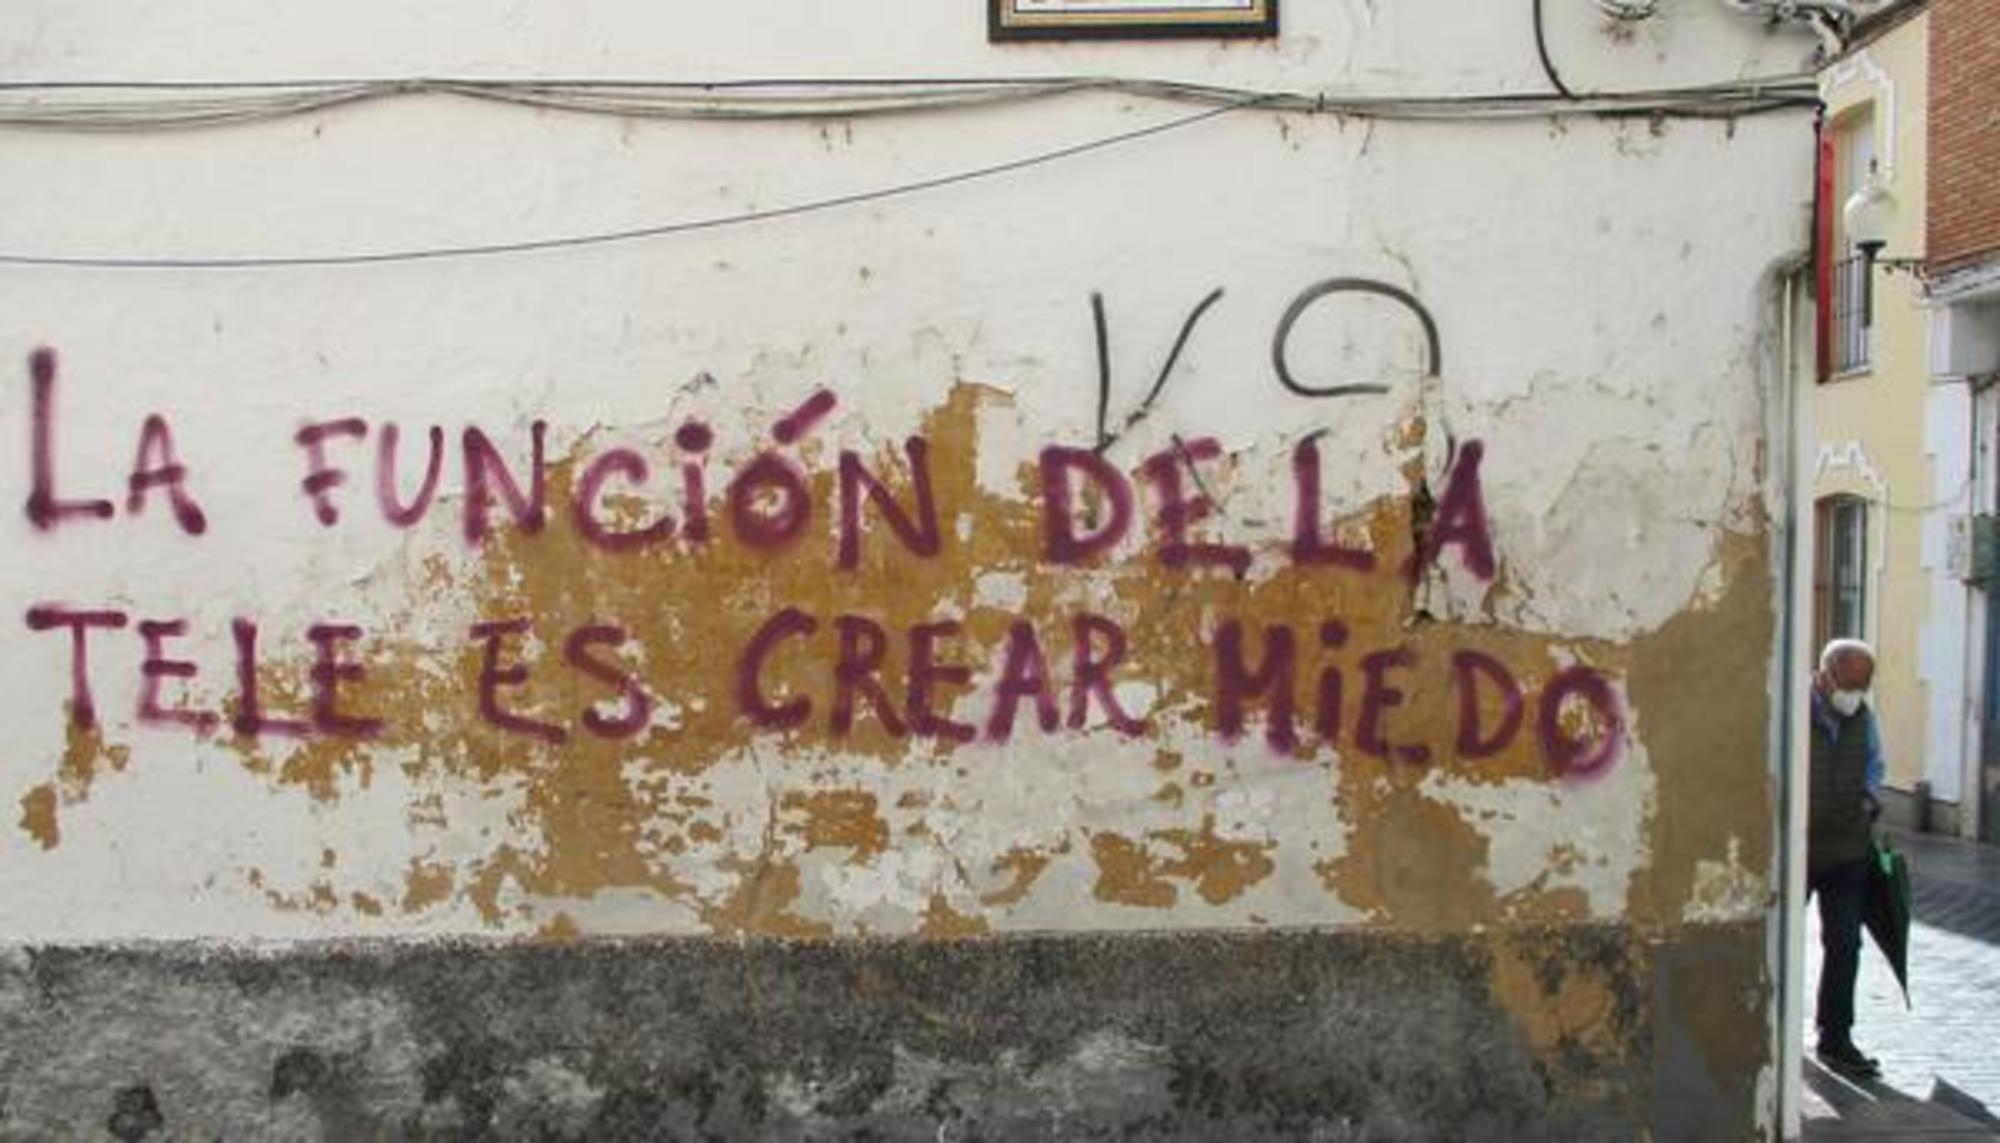 LA FUNCiÓN DE LA
TELE ES CREAR MiEDO